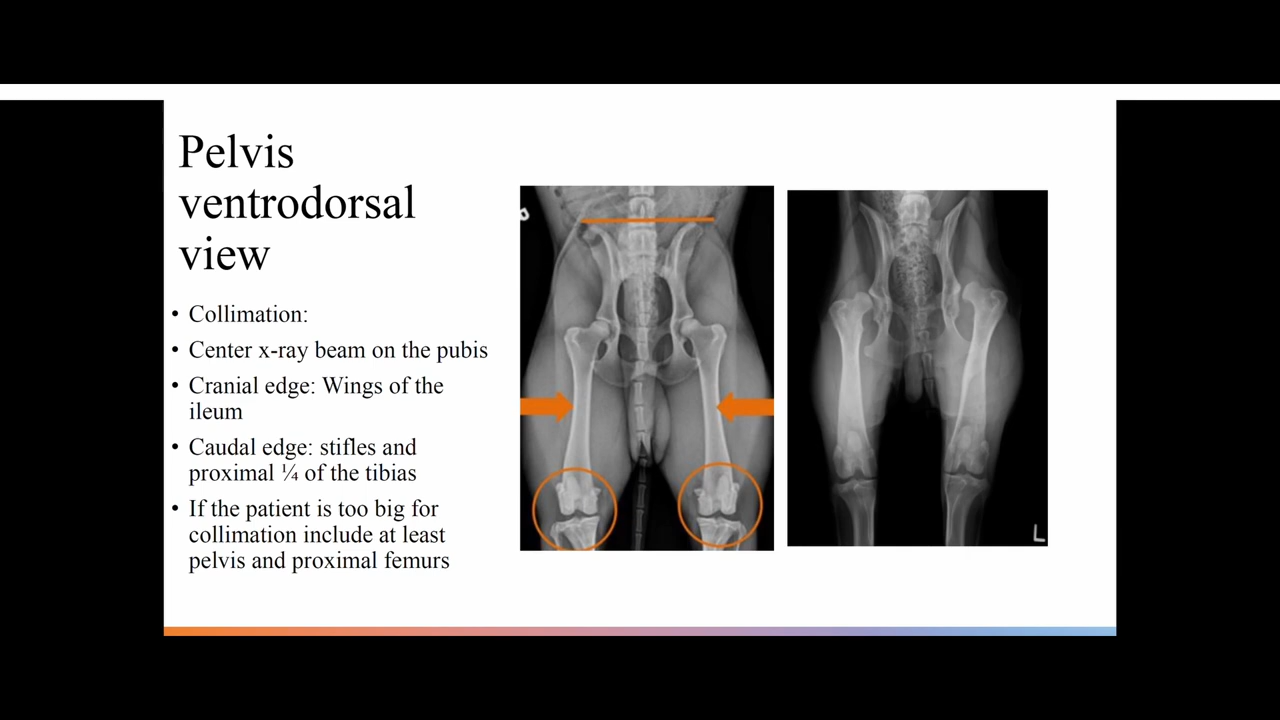 Pelvis
ventrodorsal
view
• Collimation:
• Center x-ray beam on the pubis
• Cranial edge: Wings of the
ileum
• Caudal edge: stifles and
proximal ¼ of the tibias
• If the patient is too big for
collimation include at least
pelvis and proximal femurs
L